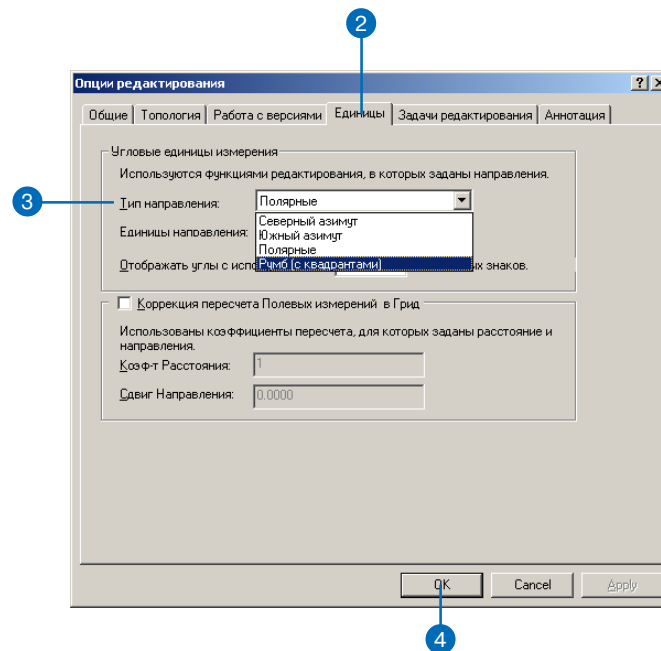 2
Опции редактирования
Общие Топология Работа с версиями Единицы Задачи редактирования Аннотация
Угловые единицы измерения
Используются функциями редактирования, в которых заданы направления.
3
Тип направления: Полярные
Северный азимут
Единицы направления: Южный азимут
Полярные
Отображать углы с Румб (с квадрантами) знаков.
Коррекция пересчета Полевых измерений в Грид
Использованы коэффициенты пересчета, для которых заданы расстояние и
направления.
Коэф-т Расстояния: 1
Сдвиг Направления: 0.0000
OK Cancel Apply
4